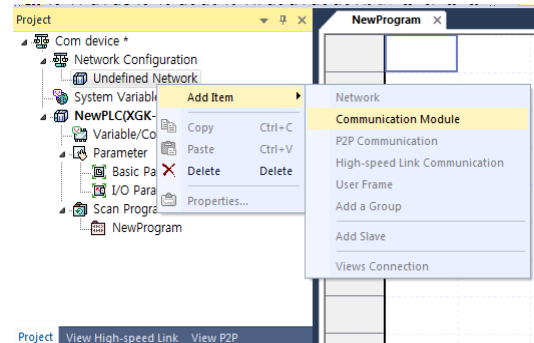 Project
NewProgram
Com device *
Network Configuration
Undefined Network
System Variable
NewPLC(XGK-
Variable/Co
Parameter
Basic Pa
I/O Para
Scan Progra
NewProgram
Add Item
Copy Ctrl+C
Paste Ctrl+V
Delete Delete
Properties...
Network
Communication Module
P2P Communication
High-speed Link Communication
User Frame
Add a Group
Add Slave
Views Connection
Project View High-speed Link View P2P